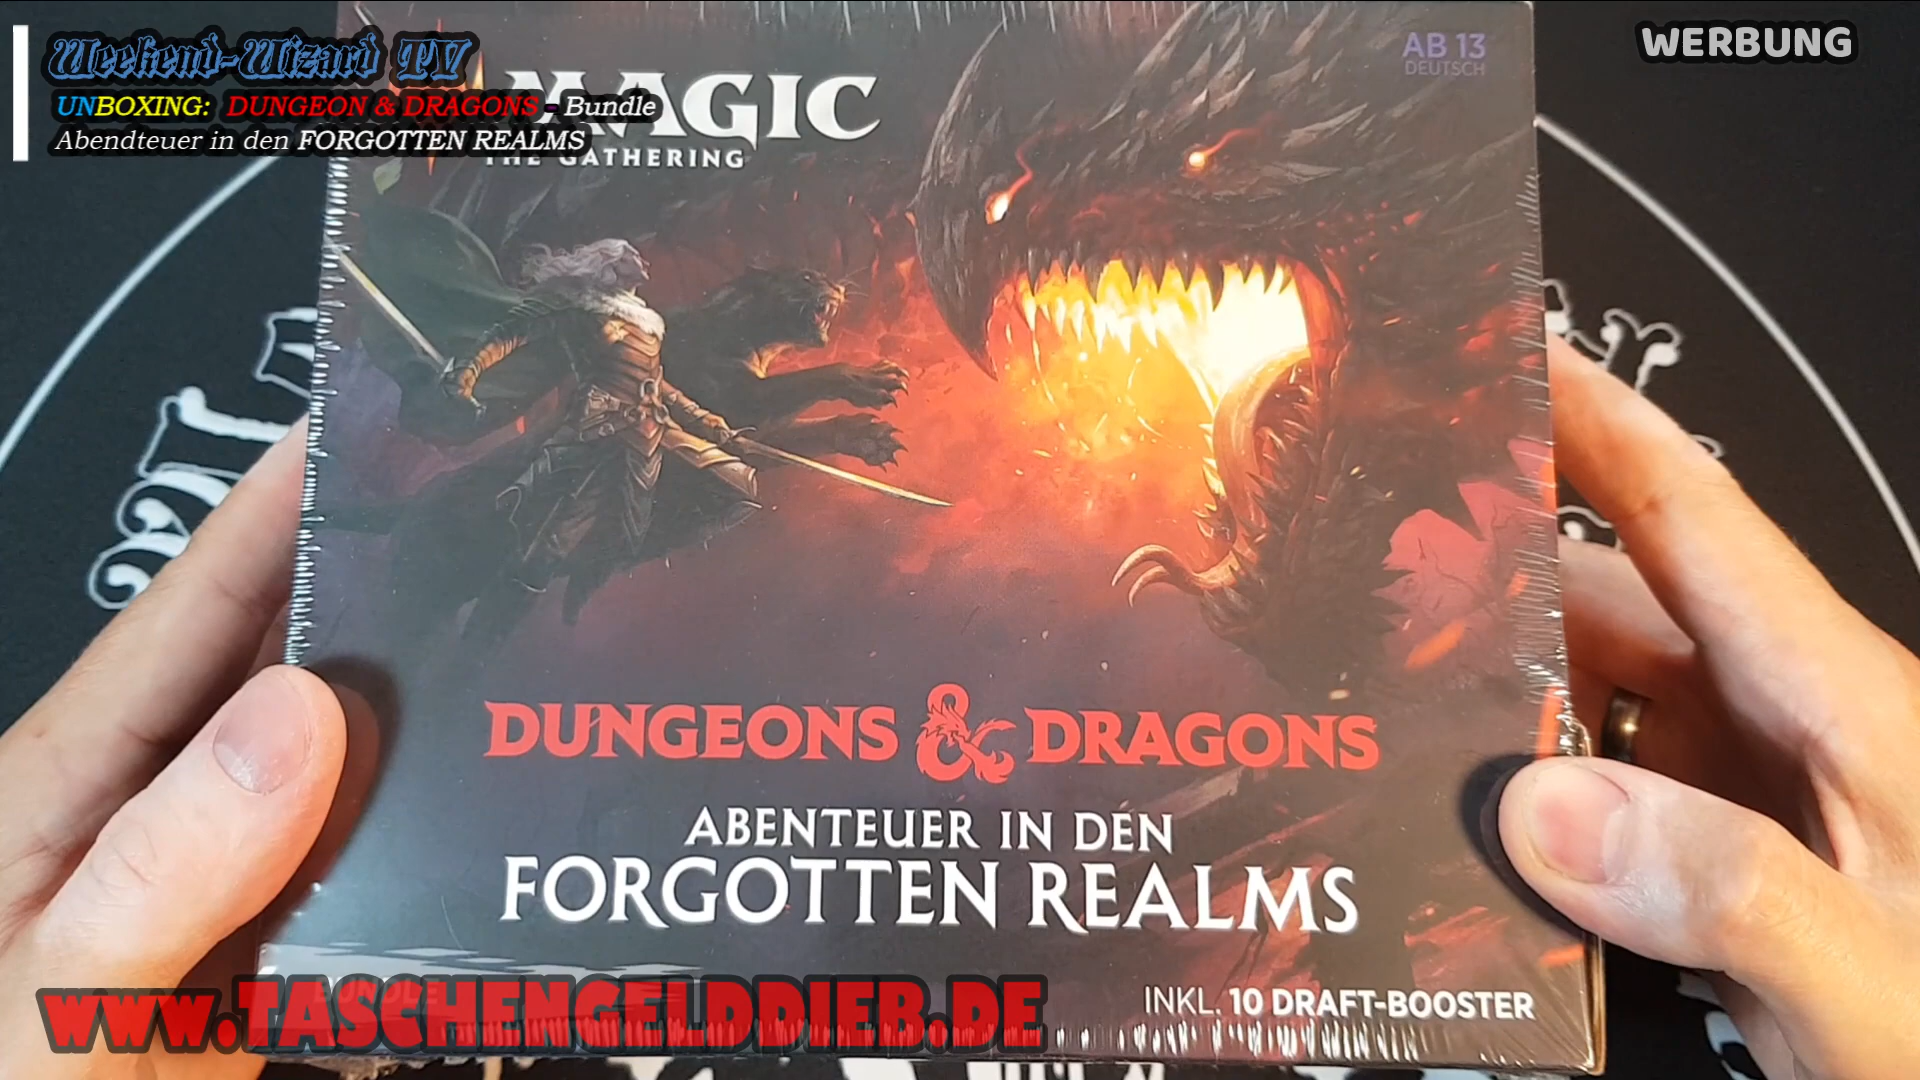 Weekend-Wizard TV
UNBOXING: DUNGEON & DRAGONS - Bundle
Abendteuer in den FORGOTTEN REALMS
WERBUNG
AB 13
DEUTSCH
MAGIC
THE GATHERING
DUNGEONS & DRAGONS
ABENTEUER IN DEN
FORGOTTEN REALMS
BUNDLE
INKL. 10 DRAFT-BOOSTER
www.TASCHENGELDDIEB.DE